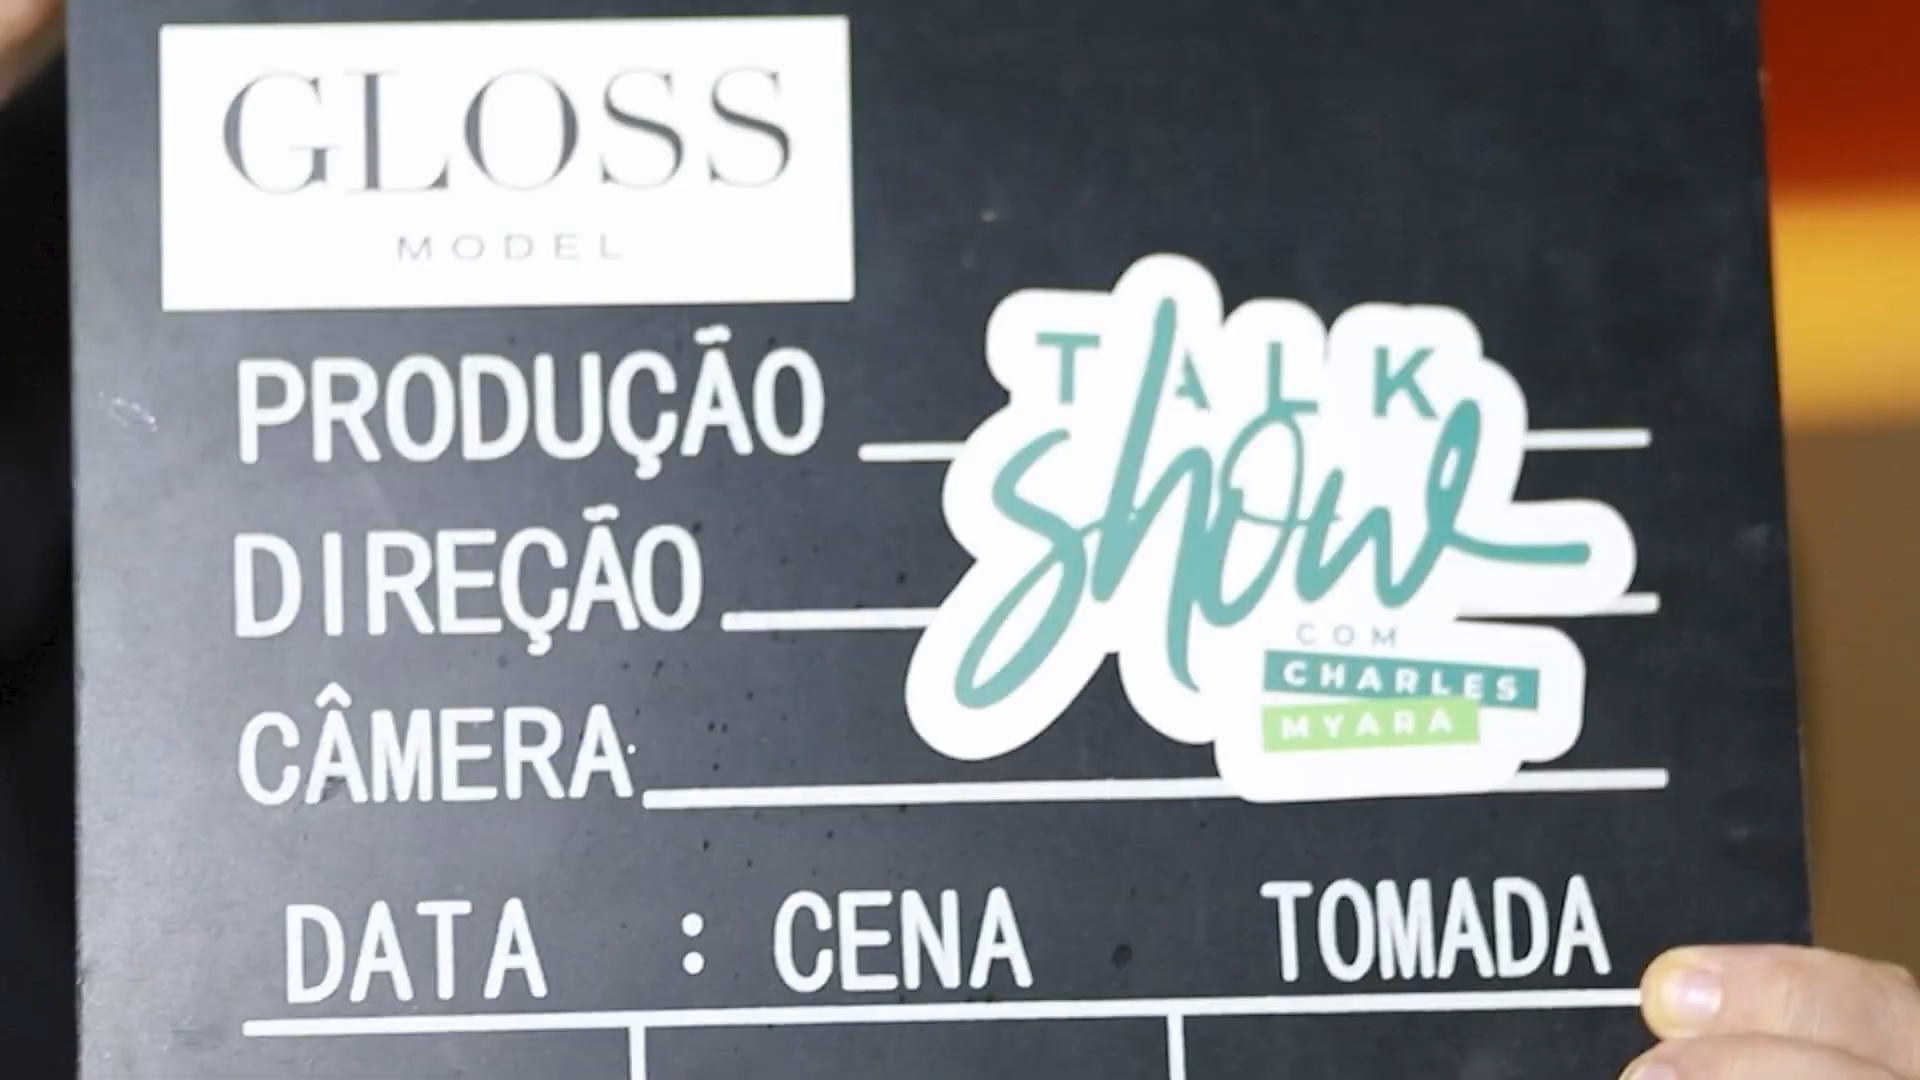 GLOSS
MODEL
PRODUÇÃO
DIREÇÃO
CÂMERA
TALK
show
COM
CHARLES
MYARA
DATA : CENA TOMADA